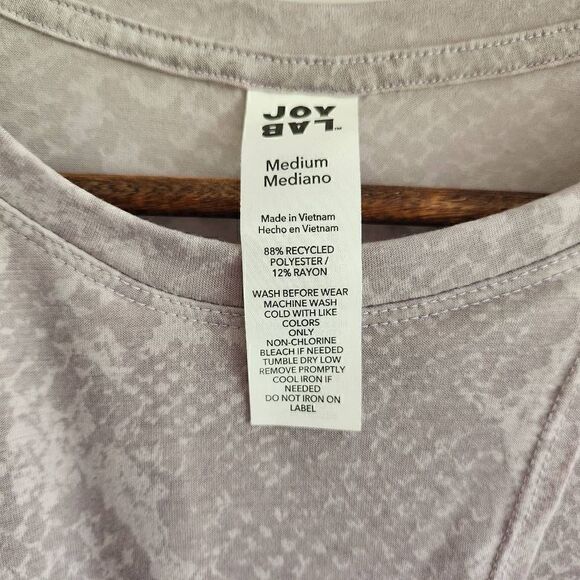 JOY
LAB™
Medium
Mediano
Made in Vietnam
Hecho en Vietnam
88% RECYCLED
POLYESTER /
12% RAYON
WASH BEFORE WEAR
MACHINE WASH
COLD WITH LIKE
COLORS
ONLY
NON-CHLORINE
BLEACH IF NEEDED
TUMBLE DRY LOW
REMOVE PROMPTLY
COOL IRON IF
NEEDED
DO NOT IRON ON
LABEL